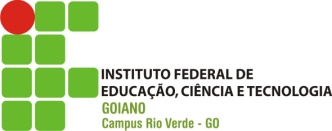 INSTITUTO FEDERAL DE
EDUCAÇÃO, CIÊNCIA E TECNOLOGIA
GOIANO
Campus Rio Verde - GO